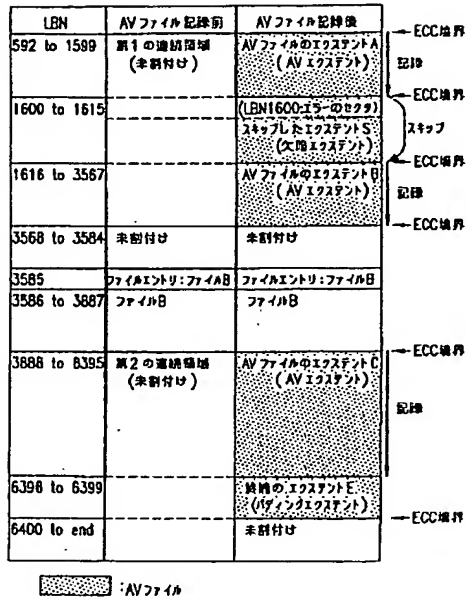 LBN AVファイル記録前 AVファイル記録後
ECC境界
592 to 1599 第1の連続領域 AVファイルのエクステントA
(未割付け) (AVエクステント) 記録
ECC境界
1600 to 1615 (LBN1600:エラーのセクタ)
スキップしたエクステントS スキップ
(欠陥エクステント)
ECC境界
1616 to 3567 AVファイルのエクステントB
(AVエクステント) 記録
ECC境界
3568 to 3584 未割付け 未割付け
3585 ファイルエントリ:ファイルB ファイルエントリ:ファイルB
3586 to 3887 ファイルB ファイルB
ECC境界
3888 to 6395 第2の連続領域 AVファイルのエクステントC
(未割付け) (AVエクステント)
記録
6396 to 6399 終端のエクステントE
(パディングエクステント)
ECC境界
6400 to end 未割付け
:AVファイル